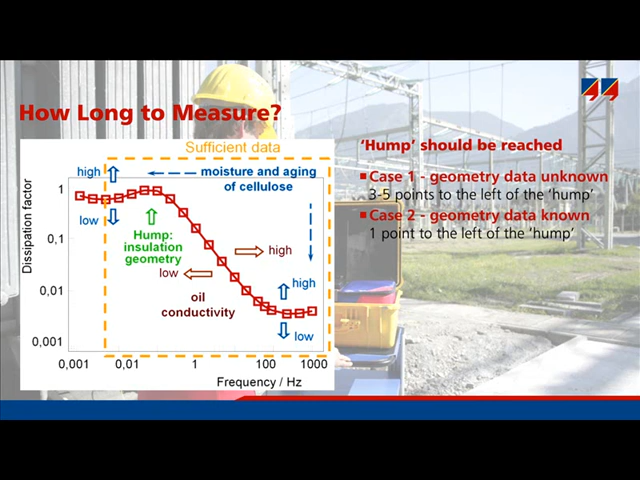 How Long to Measure?
Sufficient data
high
moisture and aging
of cellulose
low
Hump:
insulation
geometry
high
low
oil
conductivity
high
low
Dissipation factor
1
0,1
0,01
0,001
0,001
0,01
0,1
1
10
100
1000
Frequency / Hz
‘Hump’ should be reached
Case 1 - geometry data unknown
3-5 points to the left of the ‘hump’
Case 2 - geometry data known
1 point to the left of the ‘hump’